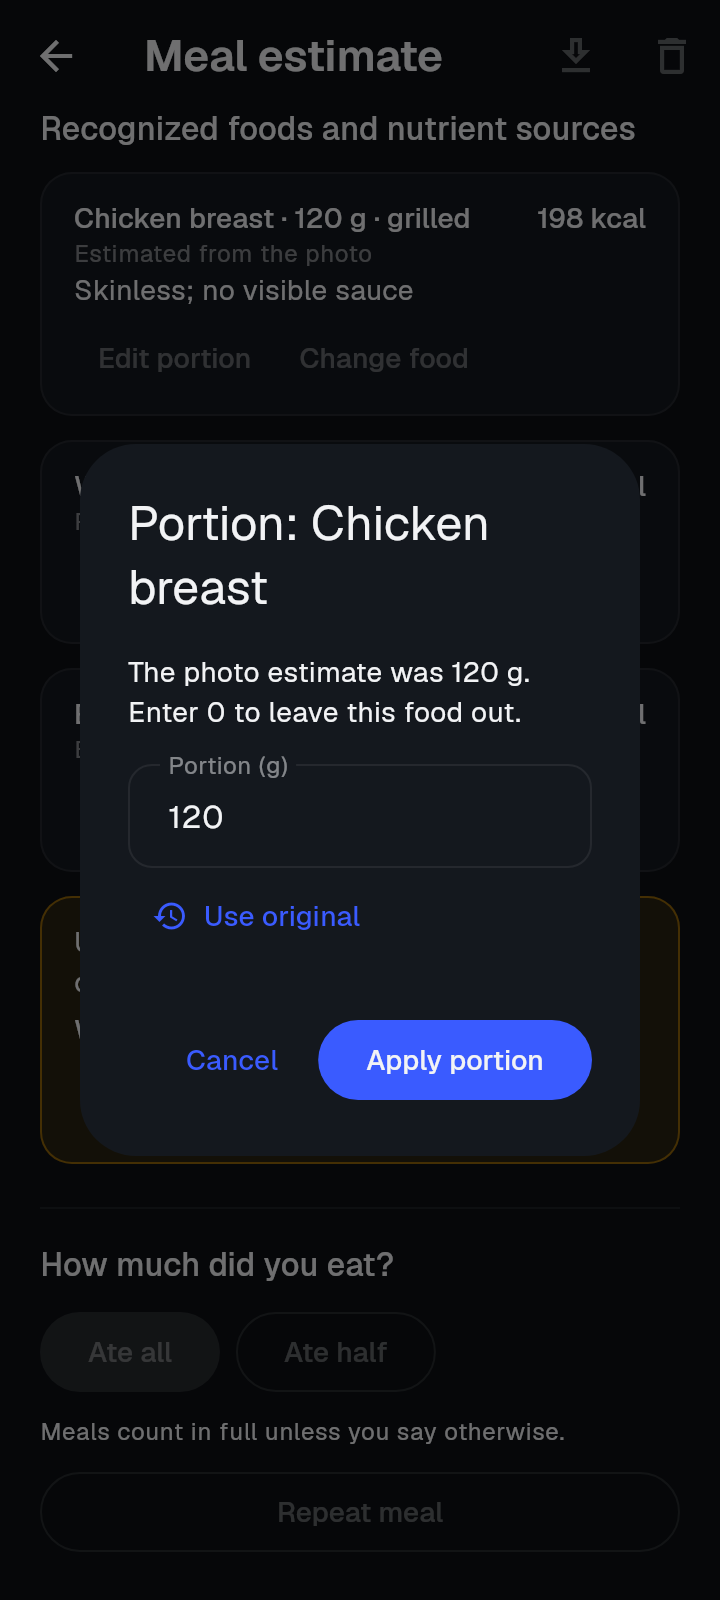 Meal estimate
Recognized foods and nutrient sources
Chicken breast · 120 g · grilled
198 kcal
Estimated from the photo
Skinless; no visible sauce
Edit portion
Change food
Portion: Chicken
breast
The photo estimate was 120 g.
Enter 0 to leave this food out.
Portion (g)
120
Use original
Cancel
Apply portion
How much did you eat?
Ate all
Ate half
Meals count in full unless you say otherwise.
Repeat meal